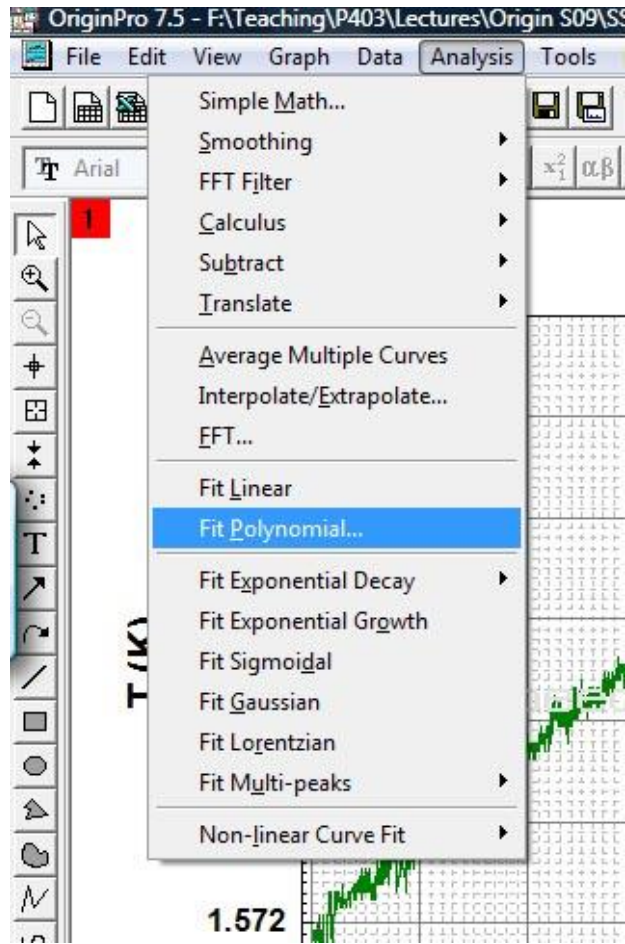 OriginPro 7.5 - F:\Teaching\P403\Lectures\Origin S09\SS
File Edit View Graph Data Analysis Tools
Simple Math...
Smoothing
FFT Filter
Calculus
Subtract
Translate
Average Multiple Curves
Interpolate/Extrapolate...
FFT...
Fit Linear
Fit Polynomial...
Fit Exponential Decay
Fit Exponential Growth
Fit Sigmoidal
Fit Gaussian
Fit Lorentzian
Fit Multi-peaks
Non-linear Curve Fit
Arial
αβ
1
T
T (K)
1.572